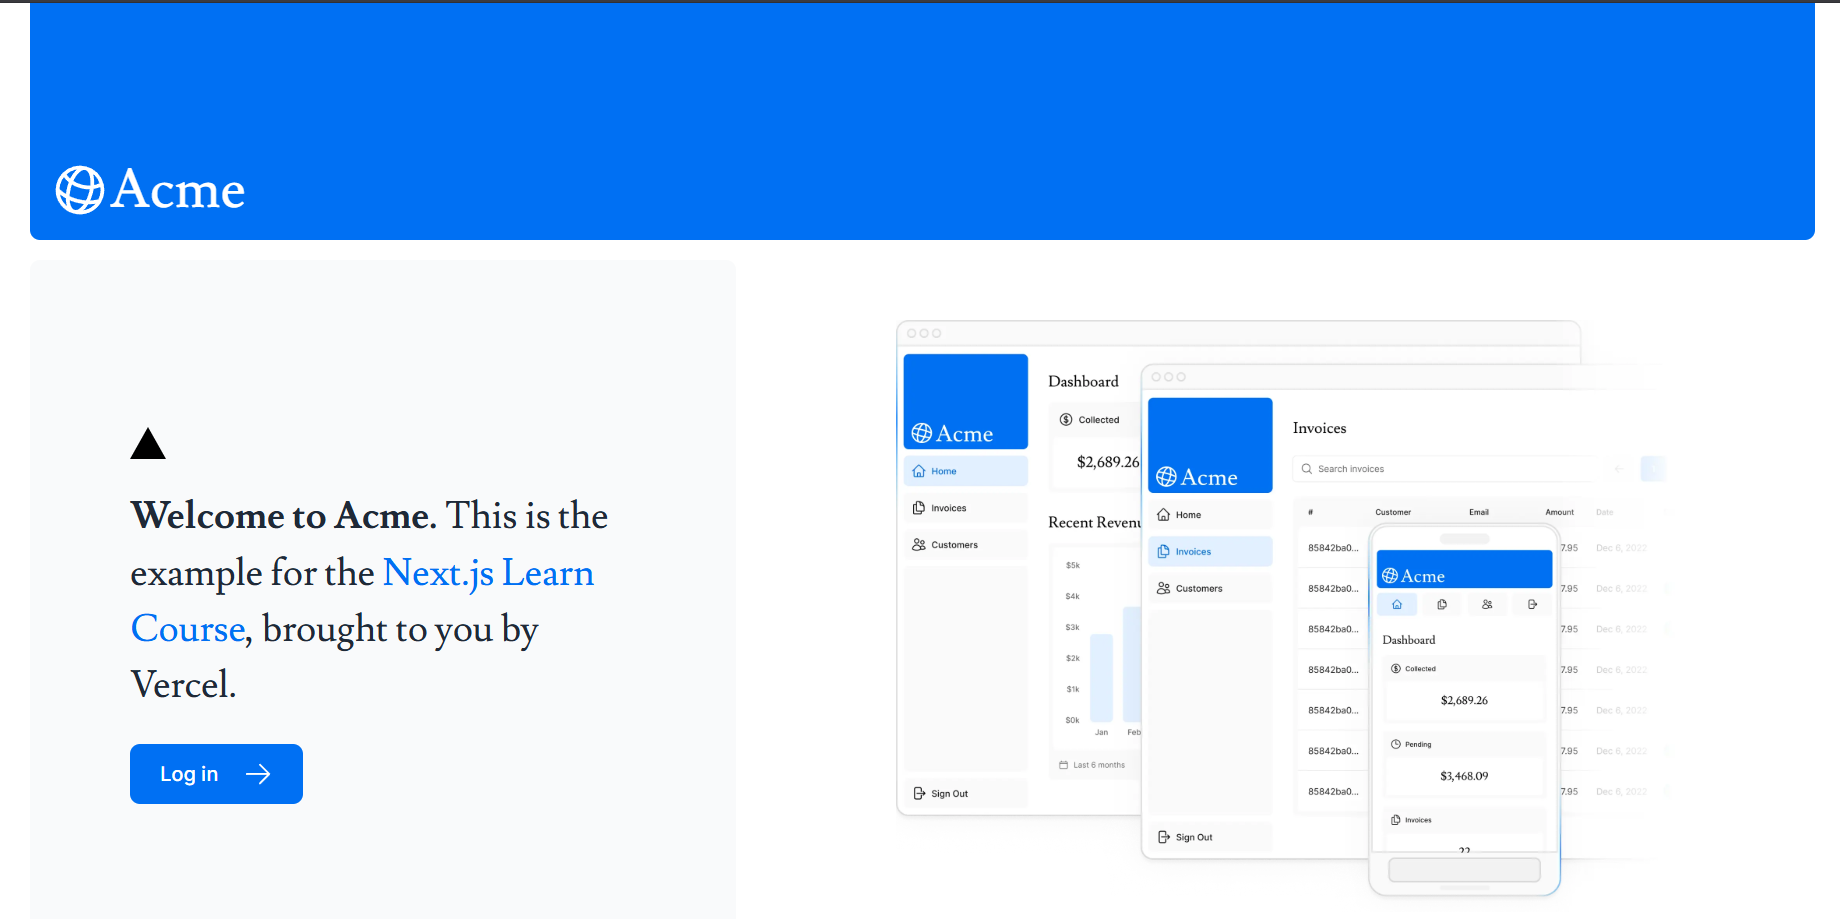 Acme
Welcome to Acme. This is the
example for the Next.js Learn
Course, brought to you by
Vercel.
Log in
Acme
Home
Invoices
Customers
Sign Out
Dashboard
Collected
$2,689.26
Recent Revenu
$5k
$4k
$3k
$2k
$1k
$0k
Jan Feb
Last 6 months
Acme
Home
Invoices
Customers
Sign Out
Invoices
Search invoices
# Customer Email Amount Date
85842ba0... 7.95 Dec 6, 2022
85842ba0... 7.95 Dec 6, 2022
85842ba0... 7.95 Dec 6, 2022
85842ba0... 7.95 Dec 6, 2022
85842ba0... 7.95 Dec 6, 2022
85842ba0... 7.95 Dec 6, 2022
85842ba0... 7.95 Dec 6, 2022
Acme
Dashboard
Collected
$2,689.26
Pending
$3,468.09
Invoices
22